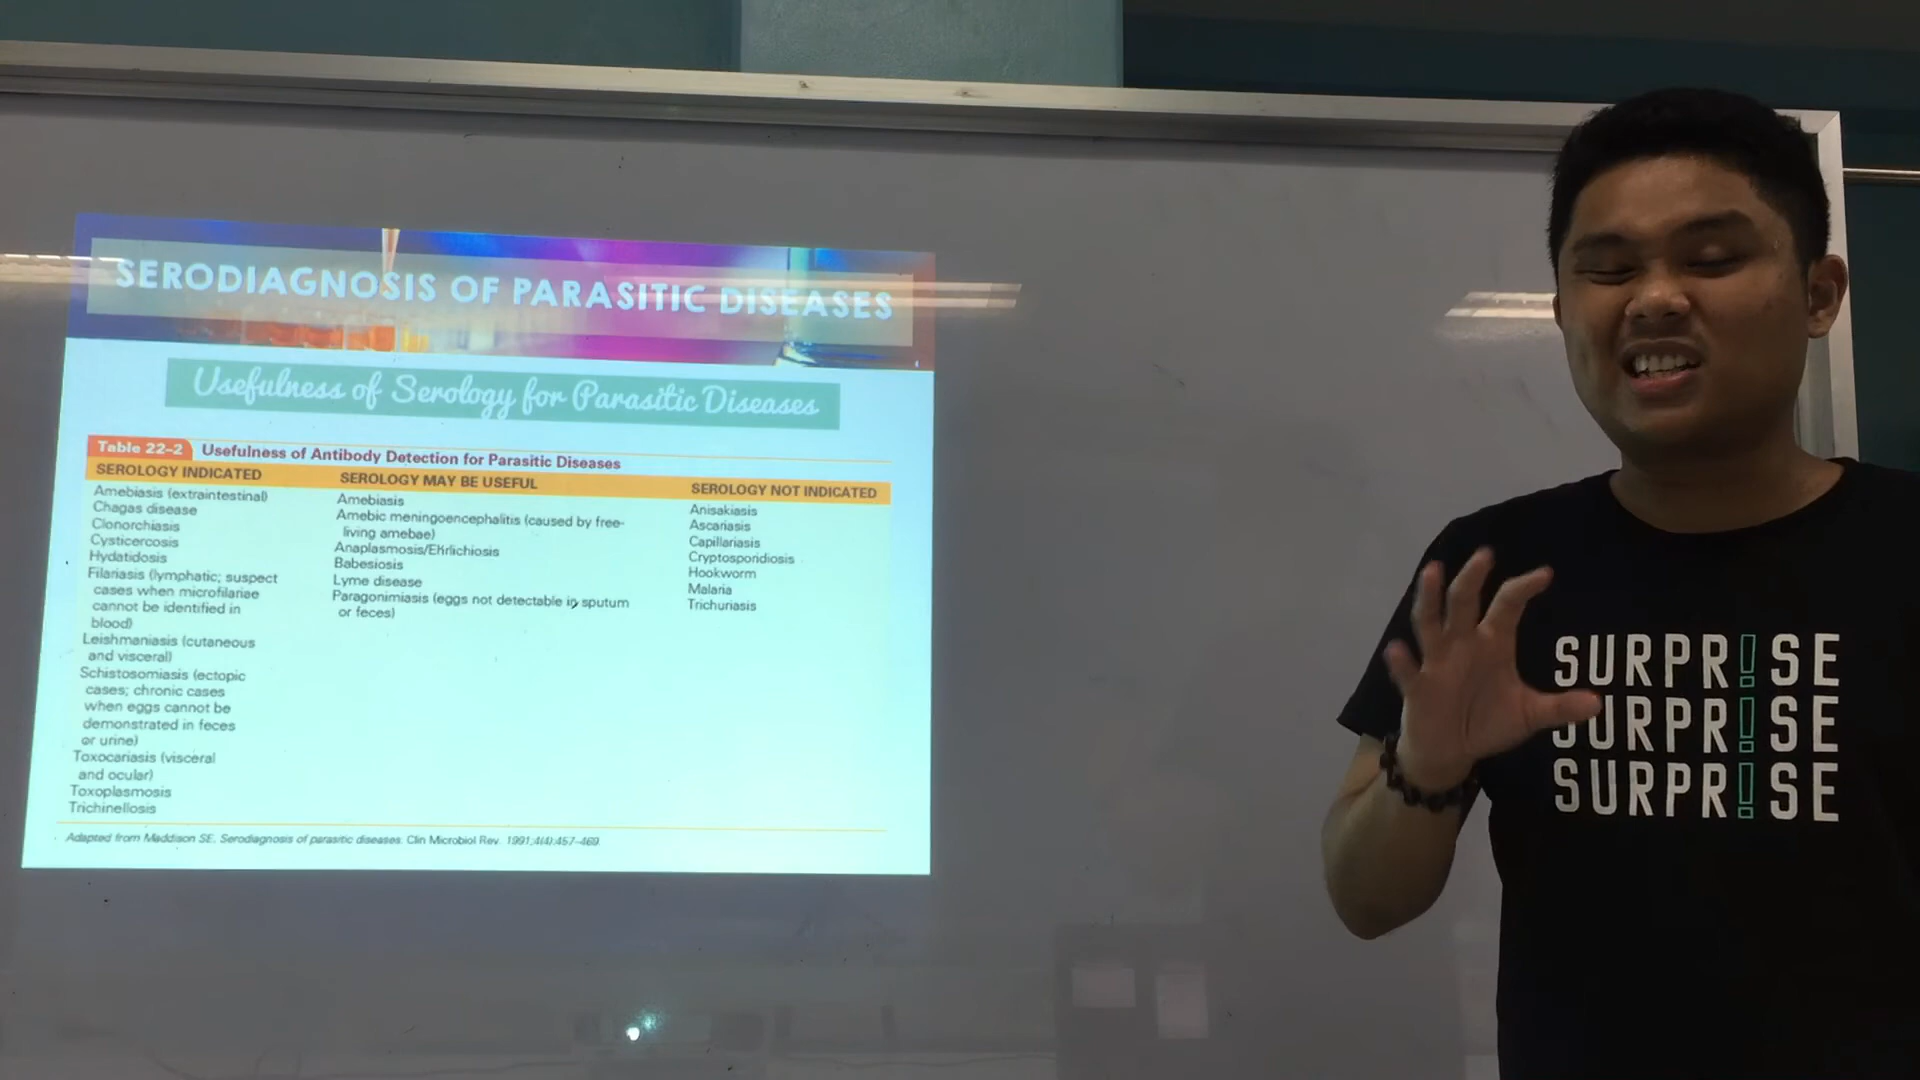 SERODIAGNOSIS OF PARASITIC DISEASES
Usefulness of Serology for Parasitic Diseases
Table 22-2 Usefulness of Antibody Detection for Parasitic Diseases
SEROLOGY INDICATED
Amebiasis (extraintestinal)
Chagas disease
Clonorchiasis
Cysticercosis
Hydatidosis
Filariasis (lymphatic; suspect
cases when microfilariae
cannot be identified in
blood)
Leishmaniasis (cutaneous
and visceral)
Schistosomiasis (ectopic
cases; chronic cases
when eggs cannot be
demonstrated in feces
or urine)
Toxocariasis (visceral
and ocular)
Toxoplasmosis
Trichinellosis
SEROLOGY MAY BE USEFUL
Amebiasis
Amebic meningoencephalitis (caused by free-
living amebae)
Anaplasmosis/Ehrlichiosis
Babesiosis
Lyme disease
Paragonimiasis (eggs not detectable in sputum
or feces)
SEROLOGY NOT INDICATED
Anisakiasis
Ascariasis
Capillariasis
Cryptosporidiosis
Hookworm
Malaria
Trichuriasis
Adapted from Maddison SE. Serodiagnosis of parasitic diseases. Clin Microbiol Rev. 1991;4(4):457-469.
SURPR!SE
SURPR!SE
SURPR!SE